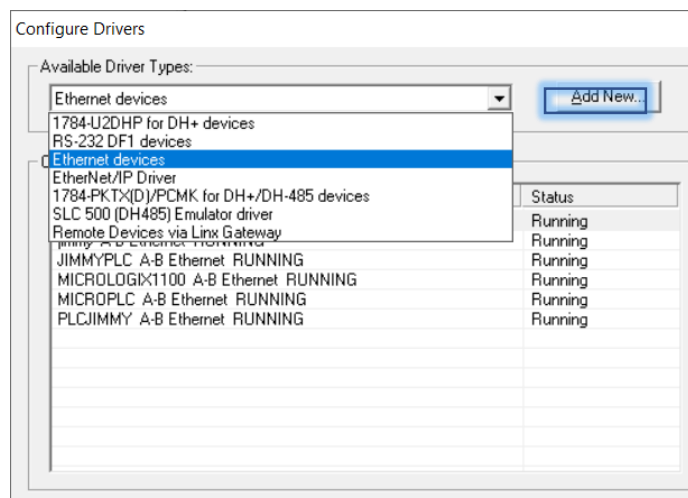 Configure Drivers
Available Driver Types:
Ethernet devices
Add New...
1784-U2DHP for DH+ devices
RS-232 DF1 devices
Ethernet devices
EtherNet/IP Driver
1784-PKTX(D)/PCMK for DH+/DH-485 devices
SLC 500 (DH485) Emulator driver
Remote Devices via Linx Gateway
Status
Running
jimmy A-B Ethernet RUNNING Running
JIMMYPLC A-B Ethernet RUNNING Running
MICROLOGIX1100 A-B Ethernet RUNNING Running
MICROPLC A-B Ethernet RUNNING Running
PLCJIMMY A-B Ethernet RUNNING Running